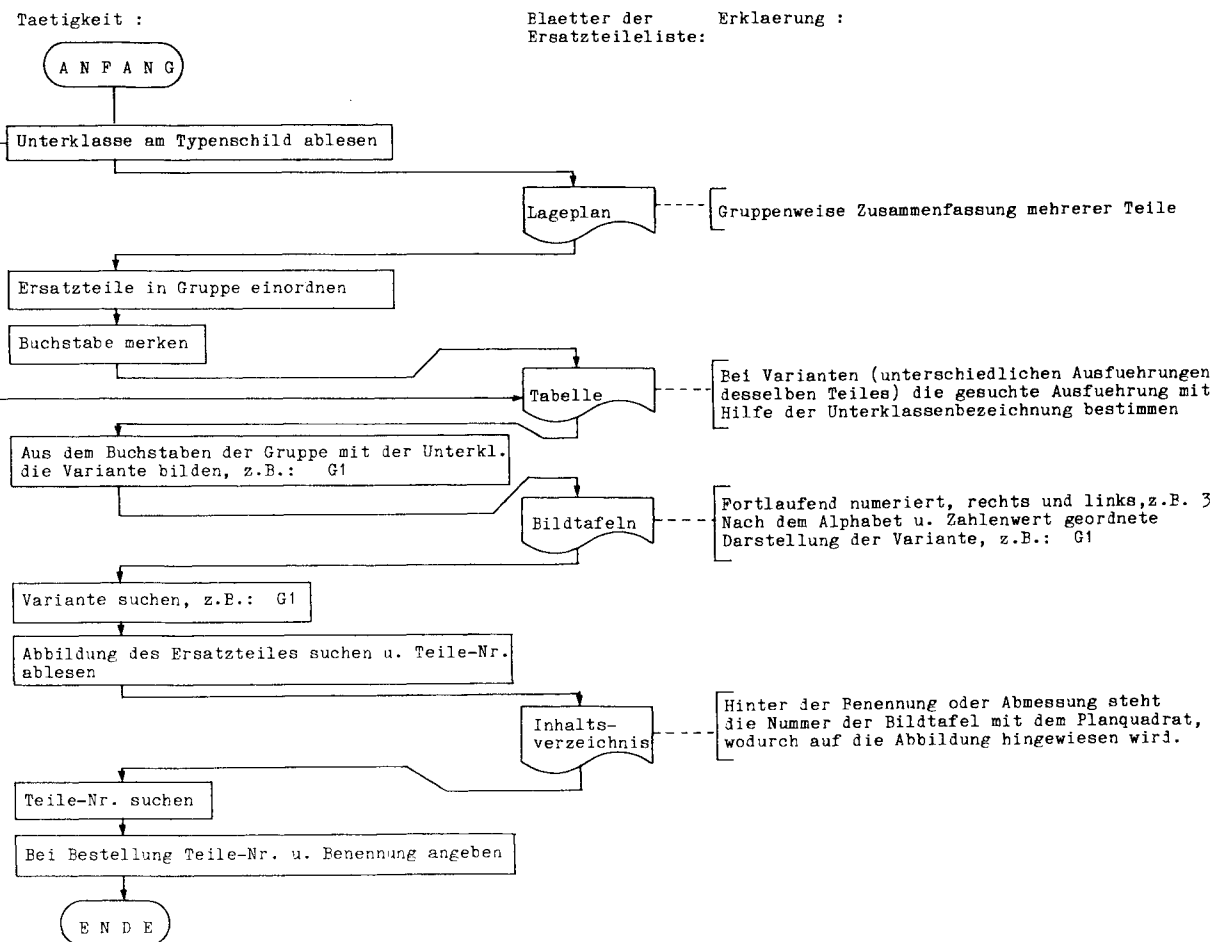 Taetigkeit :
Blaetter der
Ersatzteileliste:
Erklaerung :
A N F A N G
Unterklasse am Typenschild ablesen
Lageplan
Gruppenweise Zusammenfassung mehrerer Teile
Ersatzteile in Gruppe einordnen
Buchstabe merken
Tabelle
Bei Varianten (unterschiedlichen Ausfuehrungen
desselben Teiles) die gesuchte Ausfuehrung mit
Hilfe der Unterklassenbezeichnung bestimmen
Aus dem Buchstaben der Gruppe mit der Unterkl.
die Variante bilden, z.B.: G1
Bildtafeln
Fortlaufend numeriert, rechts und links,z.B. 3
Nach dem Alphabet u. Zahlenwert geordnete
Darstellung der Variante, z.B.: G1
Variante suchen, z.B.: G1
Abbildung des Ersatzteiles suchen u. Teile-Nr.
ablesen
Inhalts-
verzeichnis
Hinter der Benennung oder Abmessung steht
die Nummer der Bildtafel mit dem Planquadrat,
wodurch auf die Abbildung hingewiesen wird.
Teile-Nr. suchen
Bei Bestellung Teile-Nr. u. Benennung angeben
E N D E